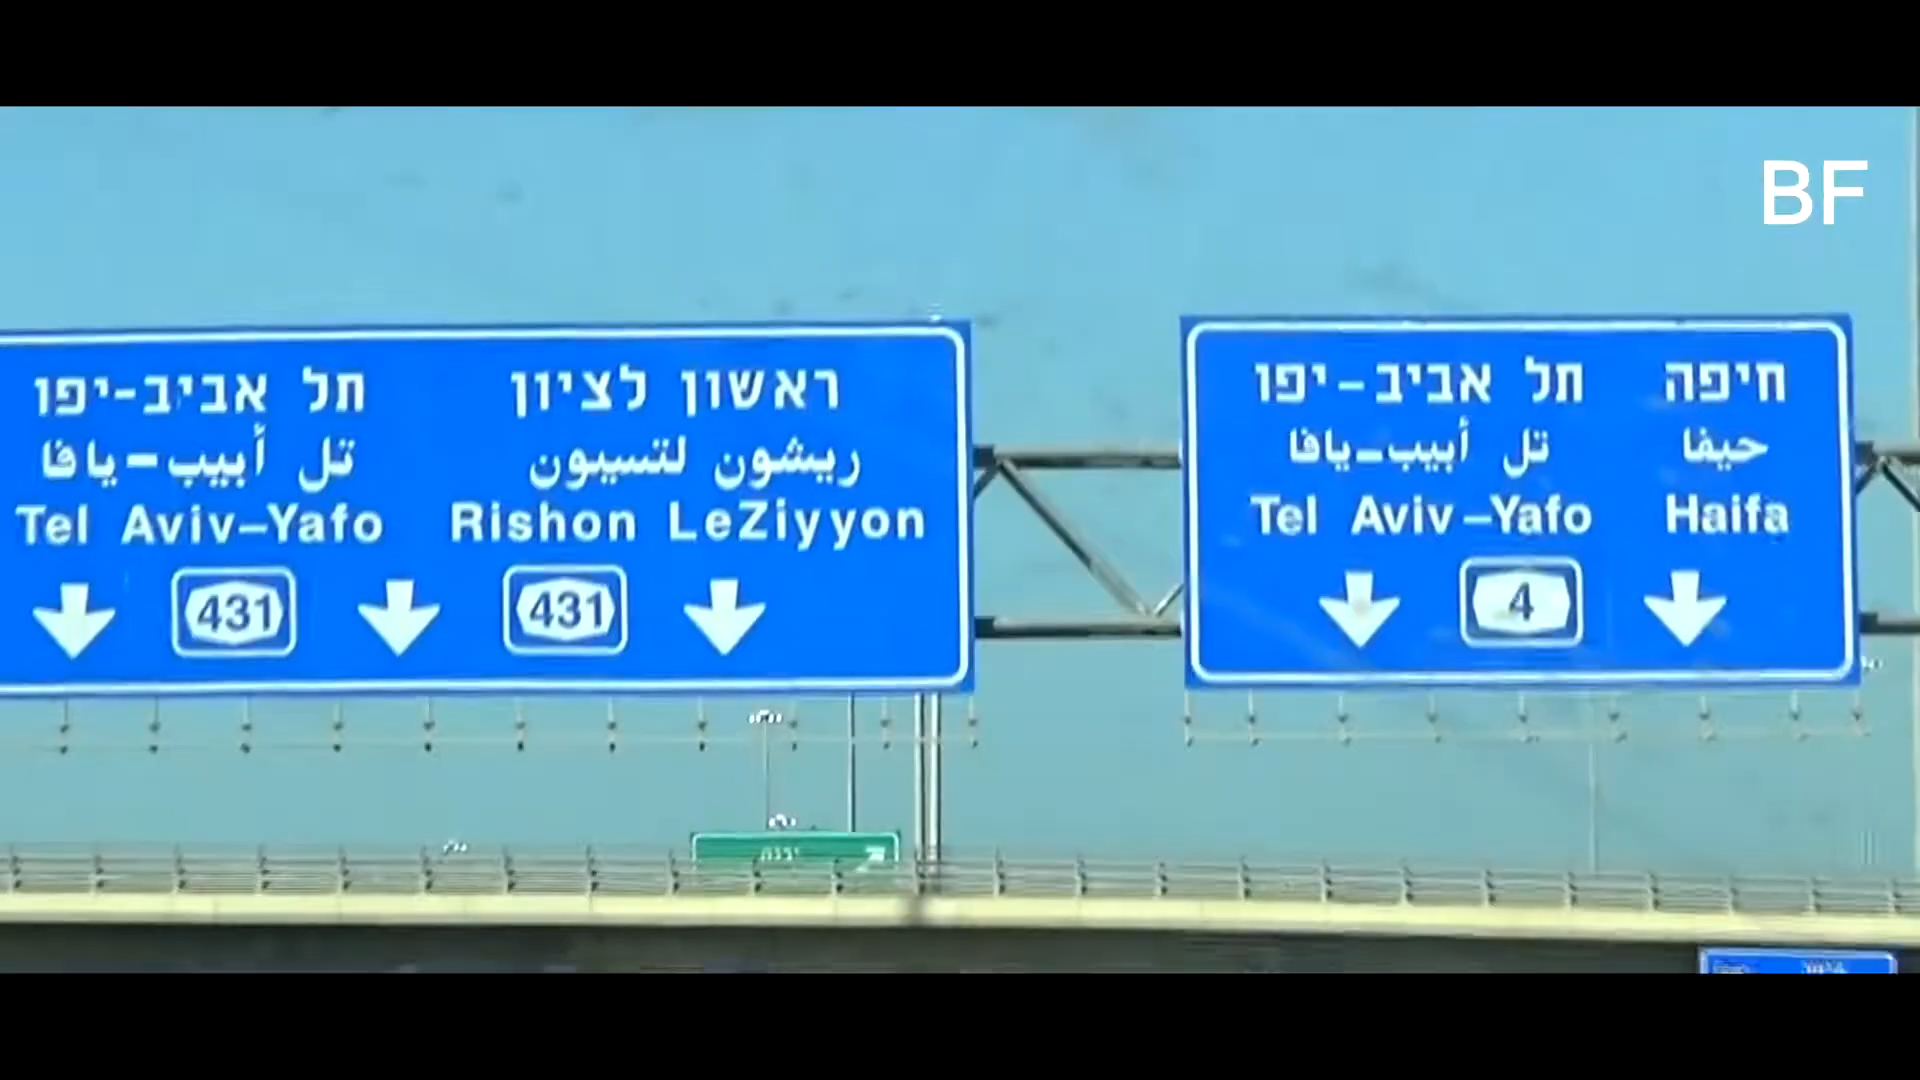 תל אביב-יפו
تل أبيب-يافا
Tel Aviv-Yafo
431
ראשון לציון
ريشون لتسيون
Rishon LeZiyyon
431
תל אביב-יפו
تل أبيب-يافا
Tel Aviv-Yafo
4
חיפה
حيفا
Haifa
BF